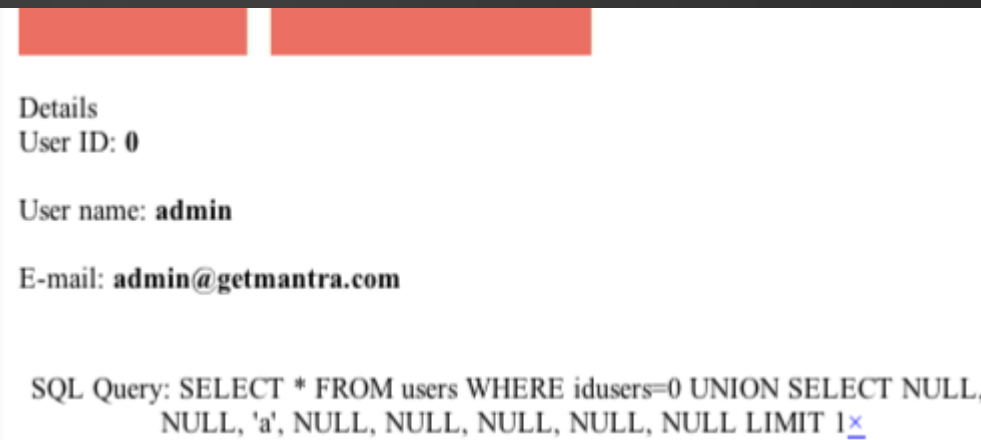 Details
User ID: 0
User name: admin
E-mail: admin@getmantra.com
SQL Query: SELECT * FROM users WHERE idusers=0 UNION SELECT NULL,
NULL, 'a', NULL, NULL, NULL, NULL, NULL LIMIT 1×